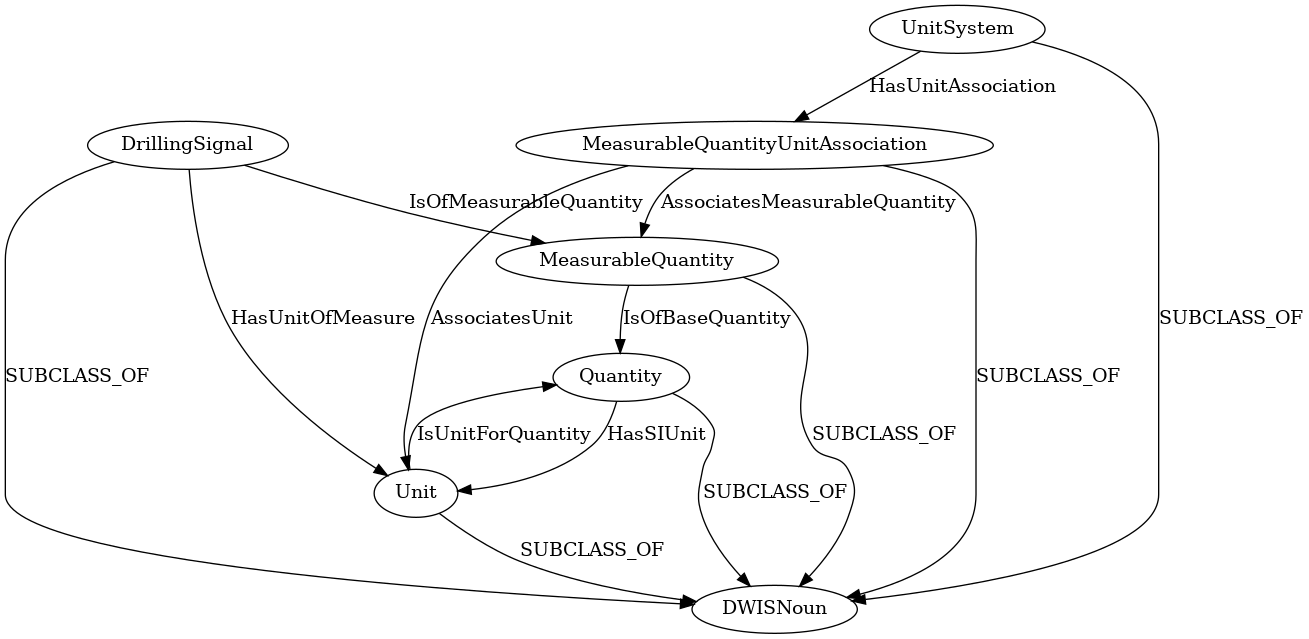 UnitSystem
HasUnitAssociation
DrillingSignal
MeasurableQuantityUnitAssociation
IsOfMeasurableQuantity
AssociatesMeasurableQuantity
MeasurableQuantity
HasUnitOfMeasure
AssociatesUnit
IsOfBaseQuantity
SUBCLASS_OF
SUBCLASS_OF
Quantity
SUBCLASS_OF
IsUnitForQuantity
HasSIUnit
SUBCLASS_OF
Unit
SUBCLASS_OF
SUBCLASS_OF
DWISNoun